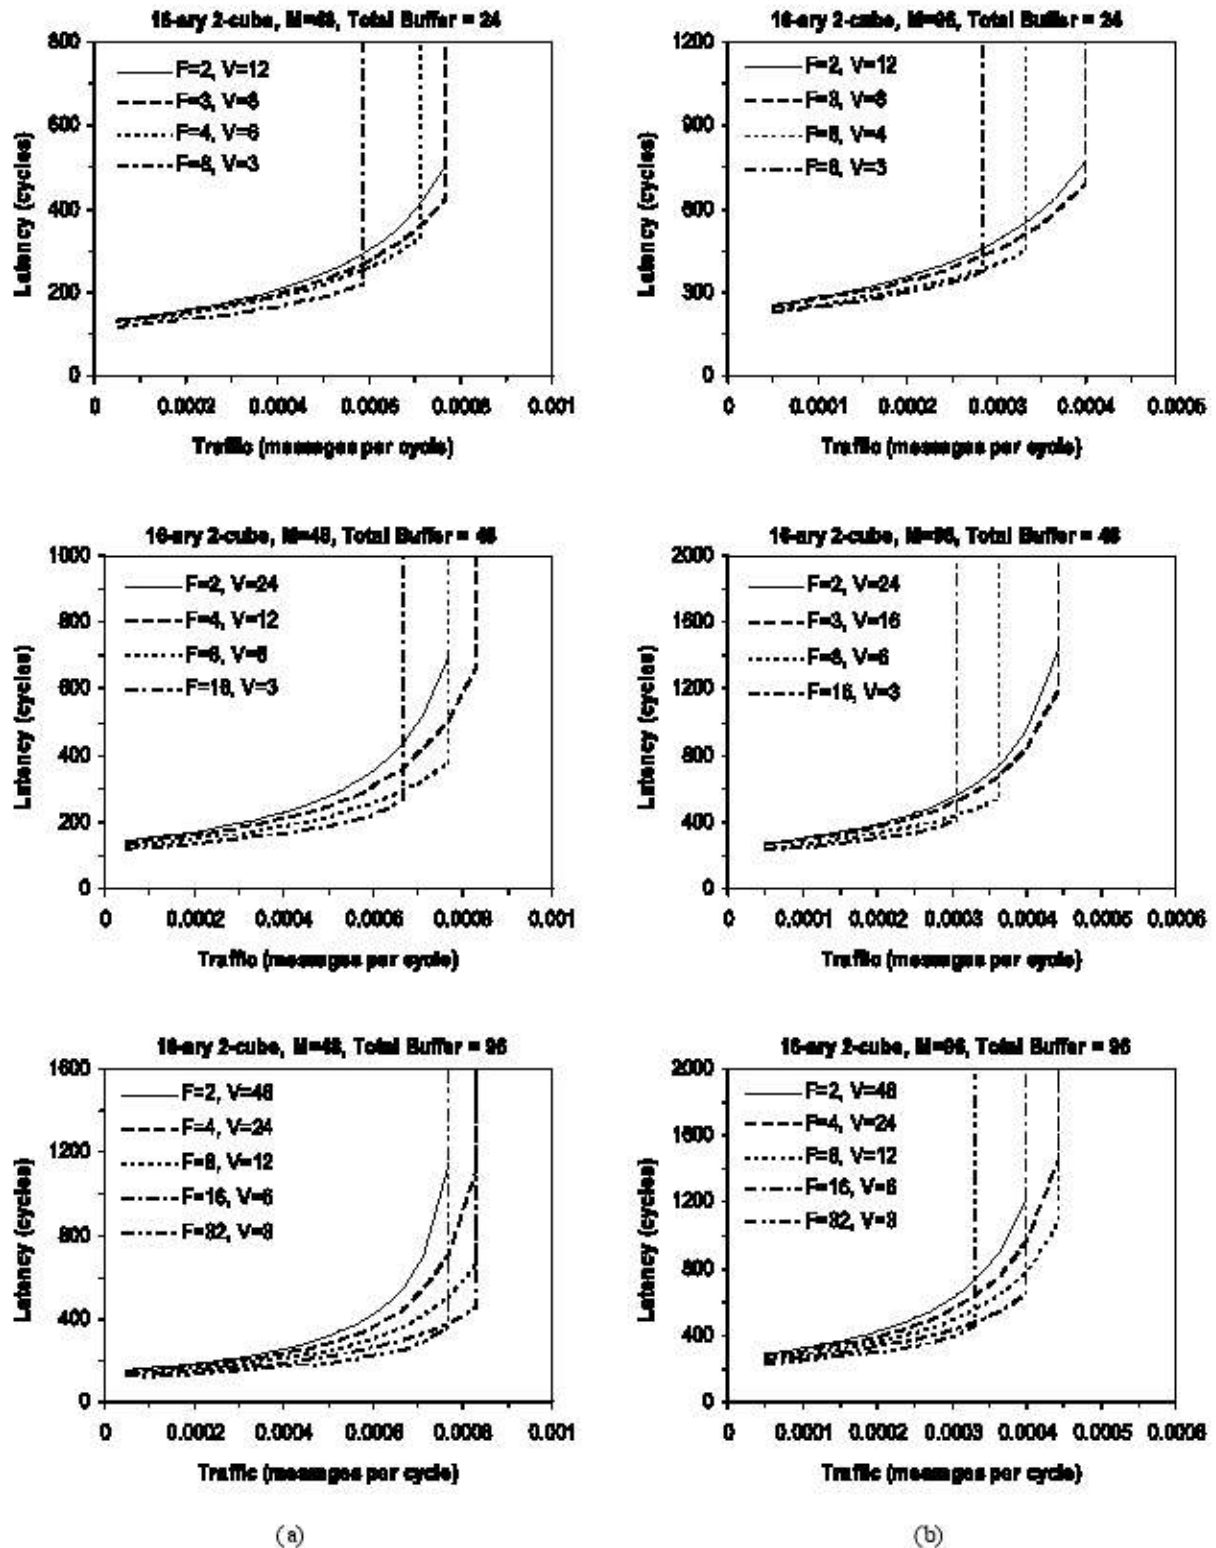 16-ary 2-cube, M=48, Total Buffer = 24
800
600
400
200
0
Latency (cycles)
F=2, V=12
F=3, V=8
F=4, V=6
F=8, V=3
0 0.0002 0.0004 0.0006 0.0008 0.001
Traffic (messages per cycle)
16-ary 2-cube, M=96, Total Buffer = 24
1200
900
600
300
0
Latency (cycles)
F=2, V=12
F=3, V=8
F=6, V=4
F=8, V=3
0 0.0001 0.0002 0.0003 0.0004 0.0005
Traffic (messages per cycle)
16-ary 2-cube, M=48, Total Buffer = 48
1000
800
600
400
200
0
Latency (cycles)
F=2, V=24
F=4, V=12
F=8, V=6
F=16, V=3
0 0.0002 0.0004 0.0006 0.0008 0.001
Traffic (messages per cycle)
16-ary 2-cube, M=96, Total Buffer = 48
2000
1600
1200
800
400
0
Latency (cycles)
F=2, V=24
F=3, V=16
F=8, V=6
F=16, V=3
0 0.0001 0.0002 0.0003 0.0004 0.0005 0.0006
Traffic (messages per cycle)
16-ary 2-cube, M=48, Total Buffer = 96
1600
1200
800
400
0
Latency (cycles)
F=2, V=48
F=4, V=24
F=8, V=12
F=16, V=6
F=32, V=3
0 0.0002 0.0004 0.0006 0.0008 0.001
Traffic (messages per cycle)
16-ary 2-cube, M=96, Total Buffer = 96
2000
1600
1200
800
400
0
Latency (cycles)
F=2, V=48
F=4, V=24
F=8, V=12
F=16, V=6
F=32, V=3
0 0.0001 0.0002 0.0003 0.0004 0.0005 0.0006
Traffic (messages per cycle)
(a)
(b)